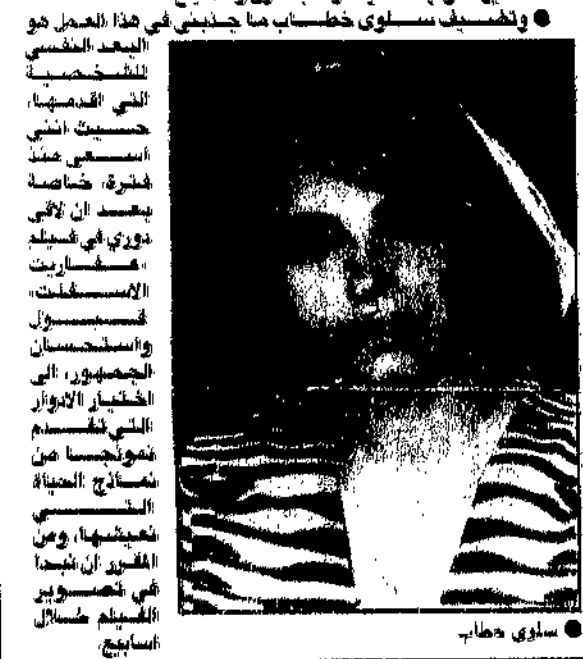 ● وتضيف سلوى خطاب ما جذبني في هذا العمل هو
البعد النفسي
للشخصية
التي اقدمها،
حيث انني
اسعى منذ
فترة، خاصة
بعد ان لاقى
دوري في فيلم
«عفاريت
الاسفلت»
قبول
واستحسان
الجمهور، الى
اختيار الادوار
التي تقدم
نموذجا من
نماذج الحياة
التي
نعيشها، ومن
المقرر ان نبدا
في تصوير
الفيلم خلال
اسابيع.
● سلوى خطاب